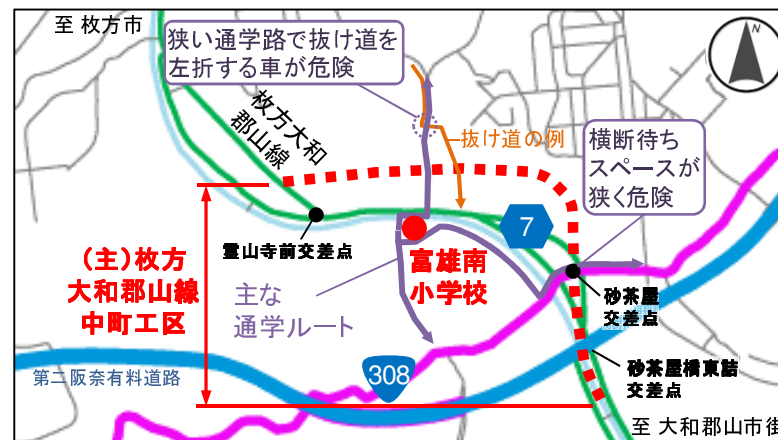 至 枚方市
狭い通学路で抜け道を
左折する車が危険
N
枚方大和
郡山線
抜け道の例
横断待ち
スペースが
狭く危険
7
霊山寺前交差点
富雄南
小学校
(主)枚方
大和郡山線
中町工区
主な
通学ルート
砂茶屋
交差点
308
第二阪奈有料道路
砂茶屋橋東詰
交差点
至 大和郡山市街